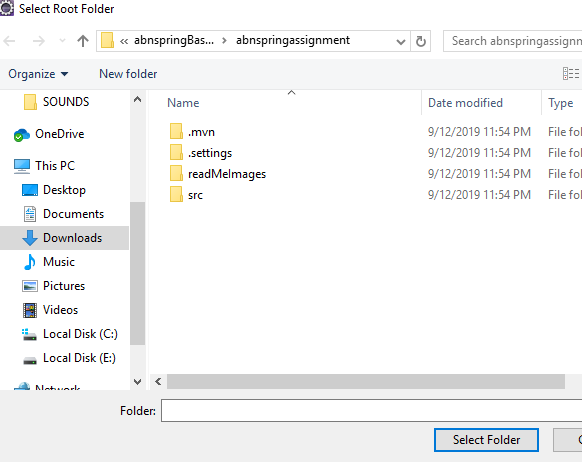 Select Root Folder
« abnspringBas... > abnspringassignment
Search abnspringassignm
Organize
New folder
Name
Date modified
Type
SOUNDS
OneDrive
This PC
Desktop
Documents
Downloads
Music
Pictures
Videos
Local Disk (C:)
Local Disk (E:)
Network
.mvn 9/12/2019 11:54 PM File fol
.settings 9/12/2019 11:54 PM File fol
readMeImages 9/12/2019 11:54 PM File fol
src 9/12/2019 11:54 PM File fol
Folder:
Select Folder